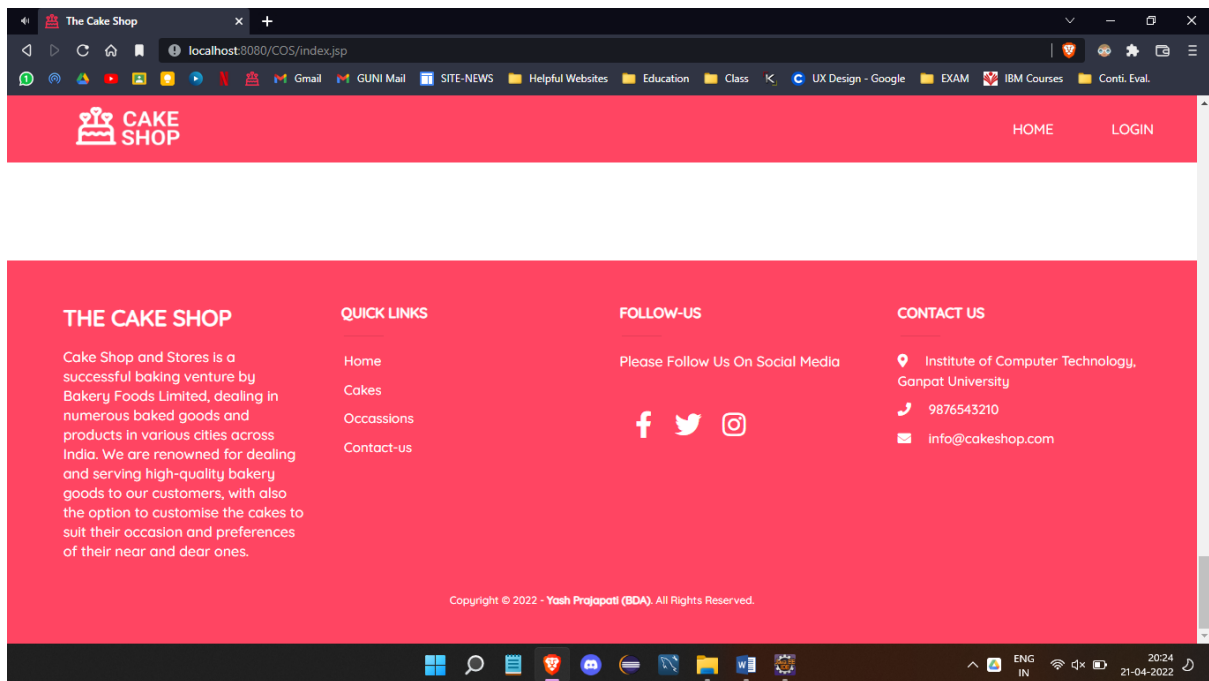 The Cake Shop
localhost:8080/COS/index.jsp
Gmail GUNI Mail SITE-NEWS Helpful Websites Education Class UX Design - Google EXAM IBM Courses Conti. Eval.
CAKE
SHOP
HOME LOGIN
THE CAKE SHOP
Cake Shop and Stores is a
successful baking venture by
Bakery Foods Limited, dealing in
numerous baked goods and
products in various cities across
India. We are renowned for dealing
and serving high-quality bakery
goods to our customers, with also
the option to customise the cakes to
suit their occasion and preferences
of their near and dear ones.
QUICK LINKS
Home
Cakes
Occassions
Contact-us
FOLLOW-US
Please Follow Us On Social Media
CONTACT US
Institute of Computer Technology,
Ganpat University
9876543210
info@cakeshop.com
Copyright © 2022 - Yash Prajapati (BDA). All Rights Reserved.
ENG
IN
20:24
21-04-2022